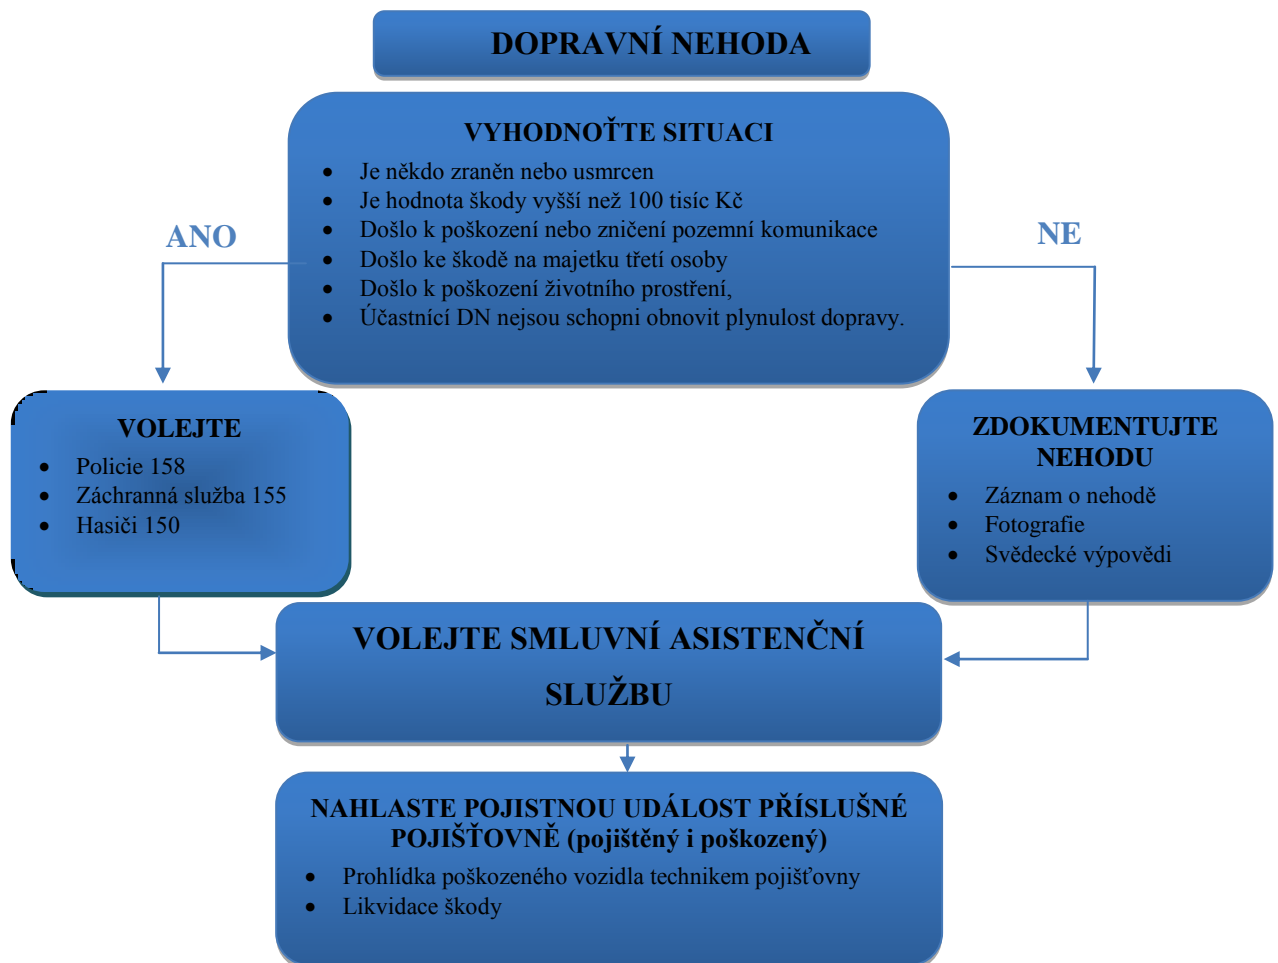 DOPRAVNÍ NEHODA
VYHODNOŤTE SITUACI
• Je někdo zraněn nebo usmrcen
• Je hodnota škody vyšší než 100 tisíc Kč
• Došlo k poškození nebo zničení pozemní komunikace
• Došlo ke škodě na majetku třetí osoby
• Došlo k poškození životního prostření,
• Účastnící DN nejsou schopni obnovit plynulost dopravy.
ANO
NE
VOLEJTE
• Policie 158
• Záchranná služba 155
• Hasiči 150
ZDOKUMENTUJTE
NEHODU
• Záznam o nehodě
• Fotografie
• Svědecké výpovědi
VOLEJTE SMLUVNÍ ASISTENČNÍ
SLUŽBU
NAHLASTE POJISTNOU UDÁLOST PŘÍSLUŠNÉ
POJIŠŤOVNĚ (pojištěný i poškozený)
• Prohlídka poškozeného vozidla technikem pojišťovny
• Likvidace škody